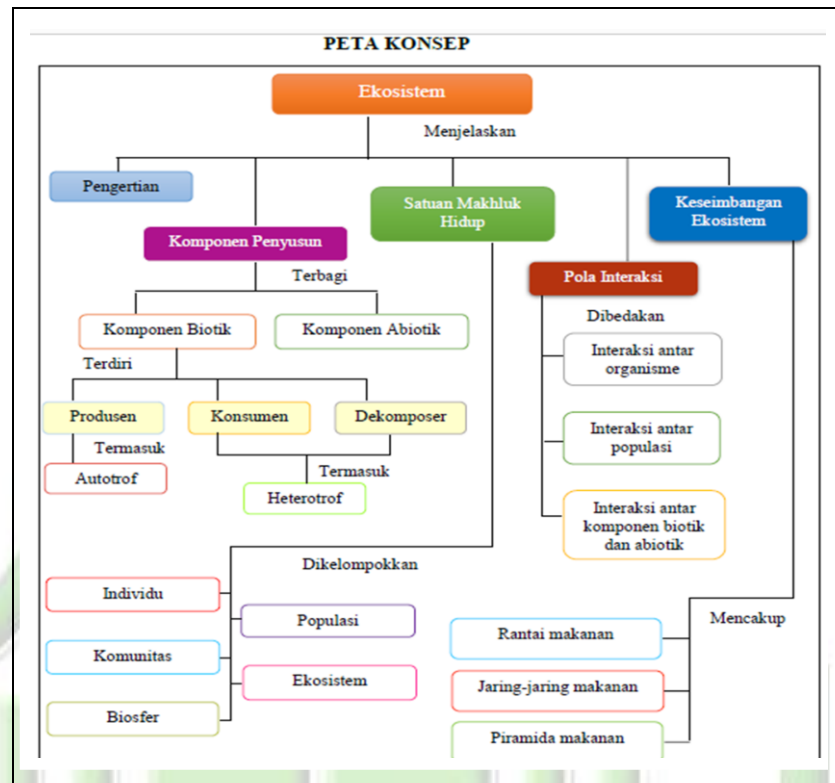 PETA KONSEP
Ekosistem
Menjelaskan
Pengertian
Satuan Makhluk
Hidup
Keseimbangan
Ekosistem
Komponen Penyusun
Pola Interaksi
Terbagi
Dibedakan
Komponen Biotik
Komponen Abiotik
Interaksi antar
organisme
Terdiri
Produsen
Konsumen
Dekomposer
Interaksi antar
populasi
Termasuk
Termasuk
Autotrof
Heterotrof
Interaksi antar
komponen biotik
dan abiotik
Dikelompokkan
Individu
Populasi
Komunitas
Ekosistem
Biosfer
Mencakup
Rantai makanan
Jaring-jaring makanan
Piramida makanan